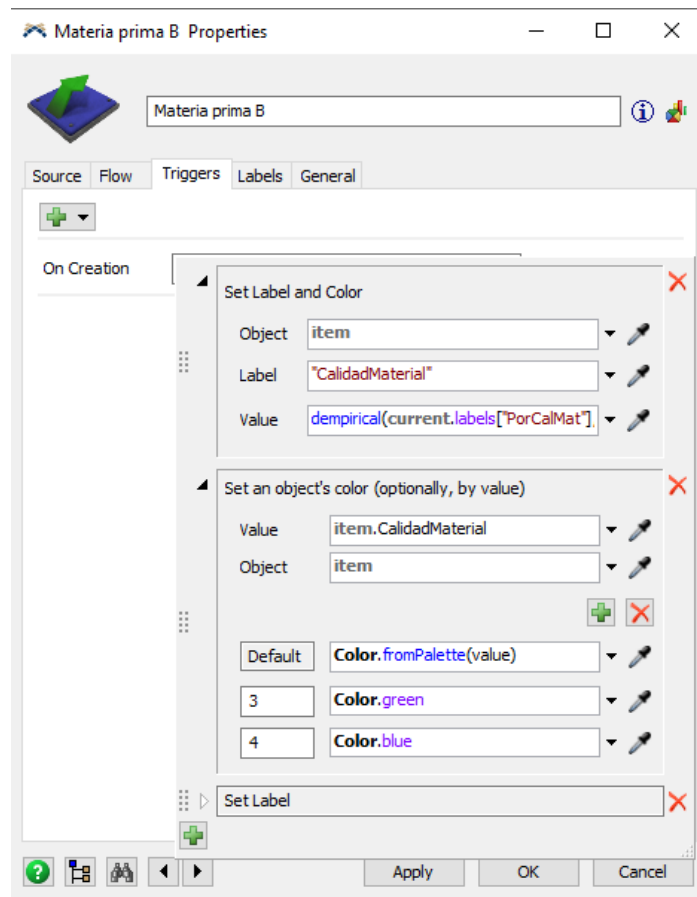 Materia prima B Properties
Materia prima B
Source Flow Triggers Labels General
On Creation
Set Label and Color
Object item
Label "CalidadMaterial"
Value dempirical(current.labels["PorCalMat"],
Set an object's color (optionally, by value)
Value item.CalidadMaterial
Object item
Default Color.fromPalette(value)
3 Color.green
4 Color.blue
Set Label
Apply OK Cancel